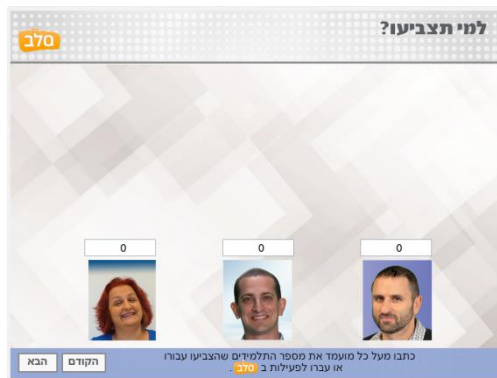 למי תצביעו?
סלב
0
0
0
כתבו מעל כל מועמד את מספר התלמידים שהצביעו עבורו
או עברו לפעילות ב סלב .
הקודם
הבא